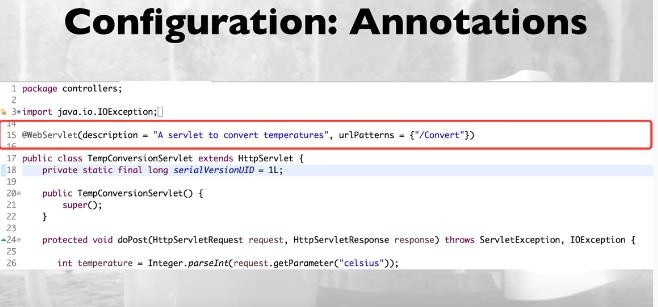 Configuration: Annotations
1 package controllers;
2
3 import java.io.IOException;
14
15 @WebServlet(description = "A servlet to convert temperatures", urlPatterns = {"/Convert"})
16
17 public class TempConversionServlet extends HttpServlet {
18 private static final long serialVersionUID = 1L;
19
20 public TempConversionServlet() {
21 super();
22 }
23
24 protected void doPost(HttpServletRequest request, HttpServletResponse response) throws ServletException, IOException {
25
26 int temperature = Integer.parseInt(request.getParameter("celsius"));